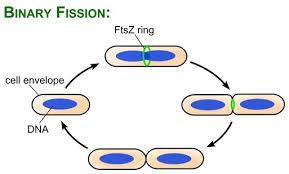 BINARY FISSION:
FtsZ ring
cell envelope
DNA